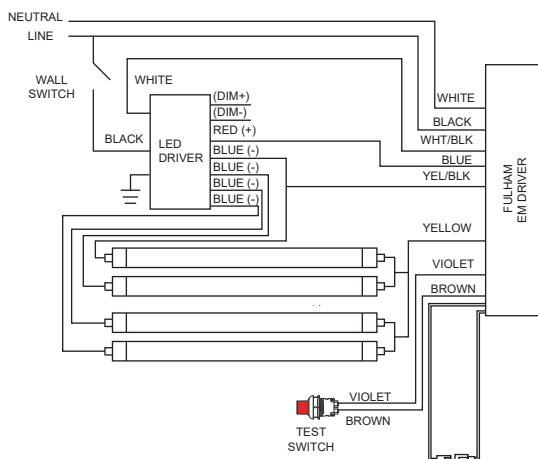 NEUTRAL
LINE
WALL
SWITCH
WHITE
BLACK
LED
DRIVER
(DIM+)
(DIM-)
RED (+)
BLUE (-)
BLUE (-)
BLUE (-)
BLUE (-)
WHITE
BLACK
WHT/BLK
BLUE
YEL/BLK
YELLOW
VIOLET
BROWN
FULHAM
EM DRIVER
VIOLET
BROWN
TEST
SWITCH